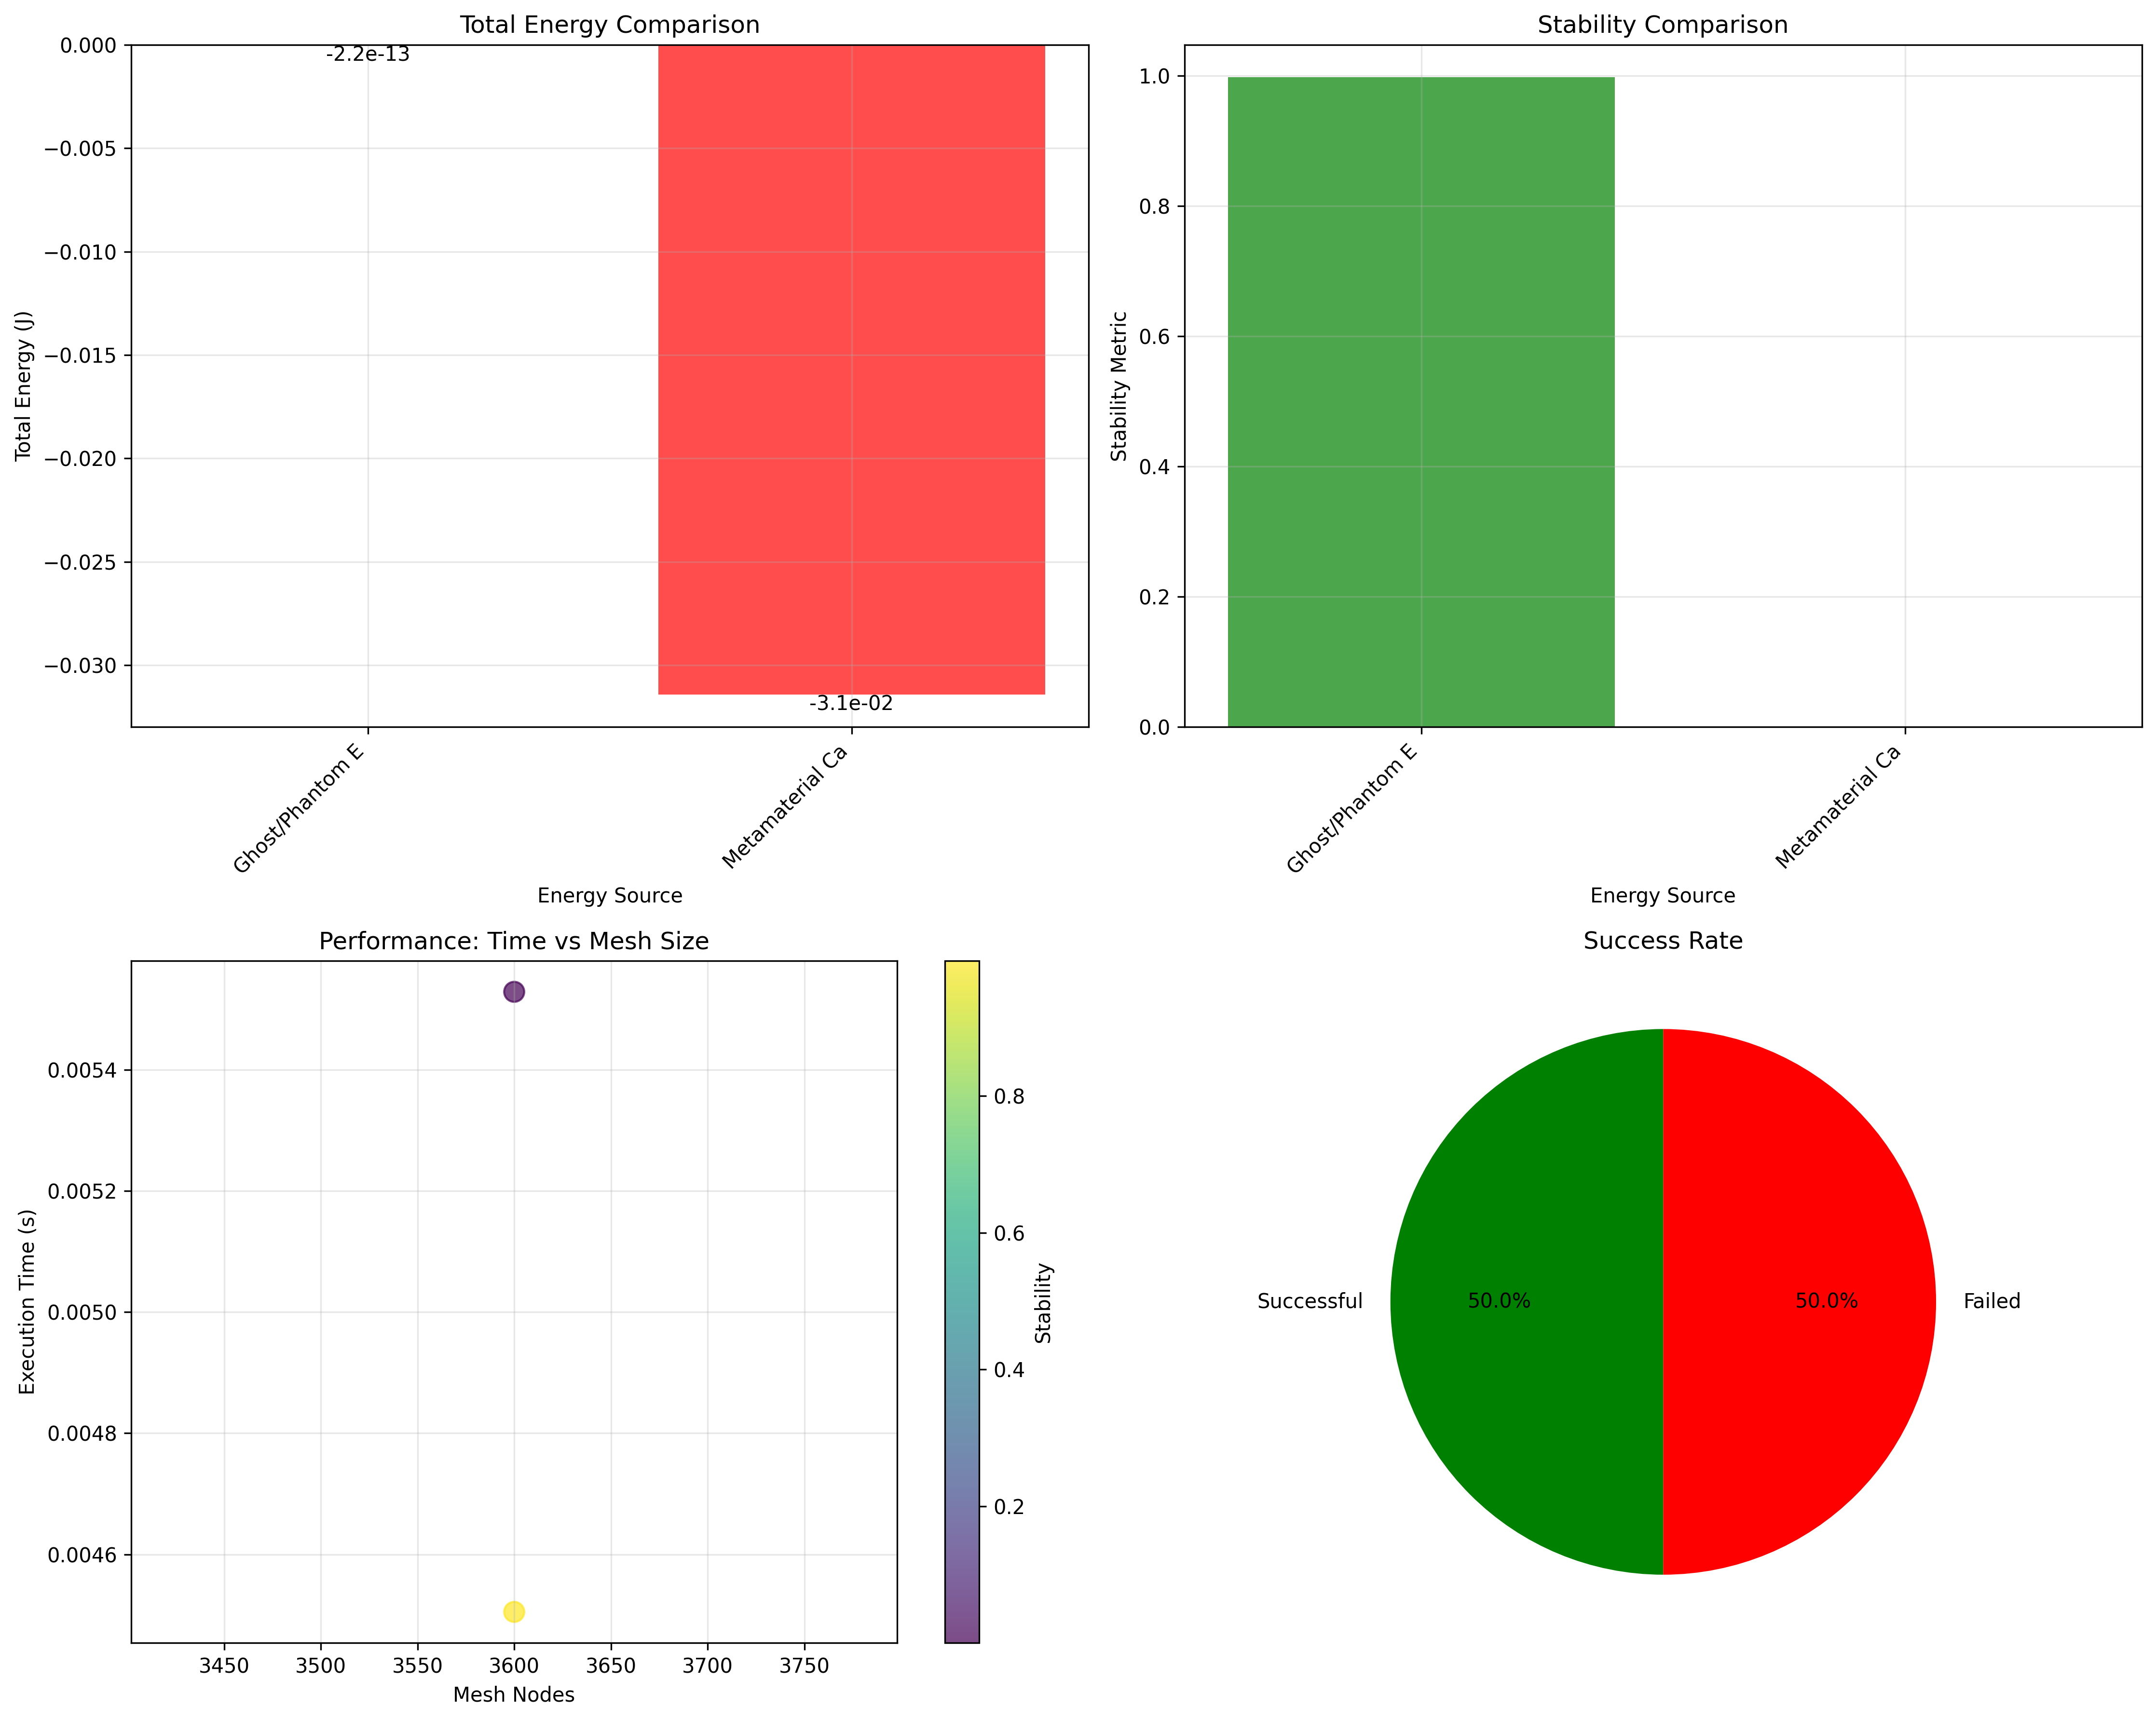 Total Energy Comparison
Total Energy (J)
0.000
−0.005
−0.010
−0.015
−0.020
−0.025
−0.030
-2.2e-13
-3.1e-02
Ghost/Phantom E
Metamaterial Ca
Energy Source
Stability Comparison
Stability Metric
1.0
0.8
0.6
0.4
0.2
0.0
Ghost/Phantom E
Metamaterial Ca
Energy Source
Performance: Time vs Mesh Size
Execution Time (s)
0.0054
0.0052
0.0050
0.0048
0.0046
3450 3500 3550 3600 3650 3700 3750
Mesh Nodes
0.8
0.6
0.4
0.2
Stability
Success Rate
Successful
50.0%
50.0%
Failed